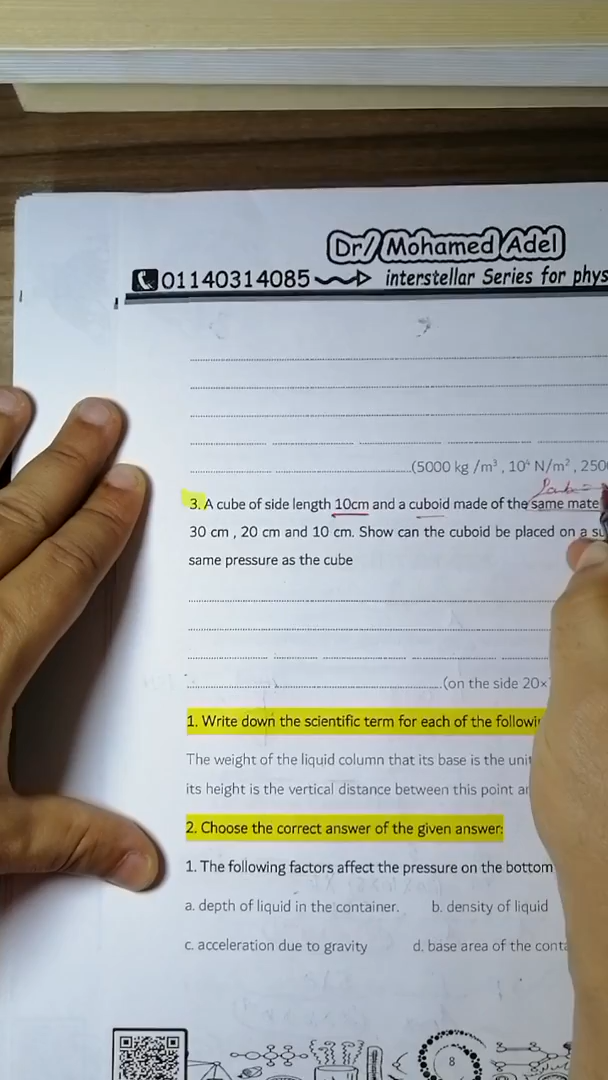 Dr/ Mohamed Adel
01140314085 interstellar Series for phys
(5000 kg /m³ , 10⁴ N/m² , 250
3. A cube of side length 10cm and a cuboid made of the same mate
30 cm , 20 cm and 10 cm. Show can the cuboid be placed on a su
same pressure as the cube
(on the side 20×
1. Write down the scientific term for each of the followi
The weight of the liquid column that its base is the unit
its height is the vertical distance between this point an
2. Choose the correct answer of the given answer:
1. The following factors affect the pressure on the bottom
a. depth of liquid in the container. b. density of liquid
c. acceleration due to gravity d. base area of the conta
8